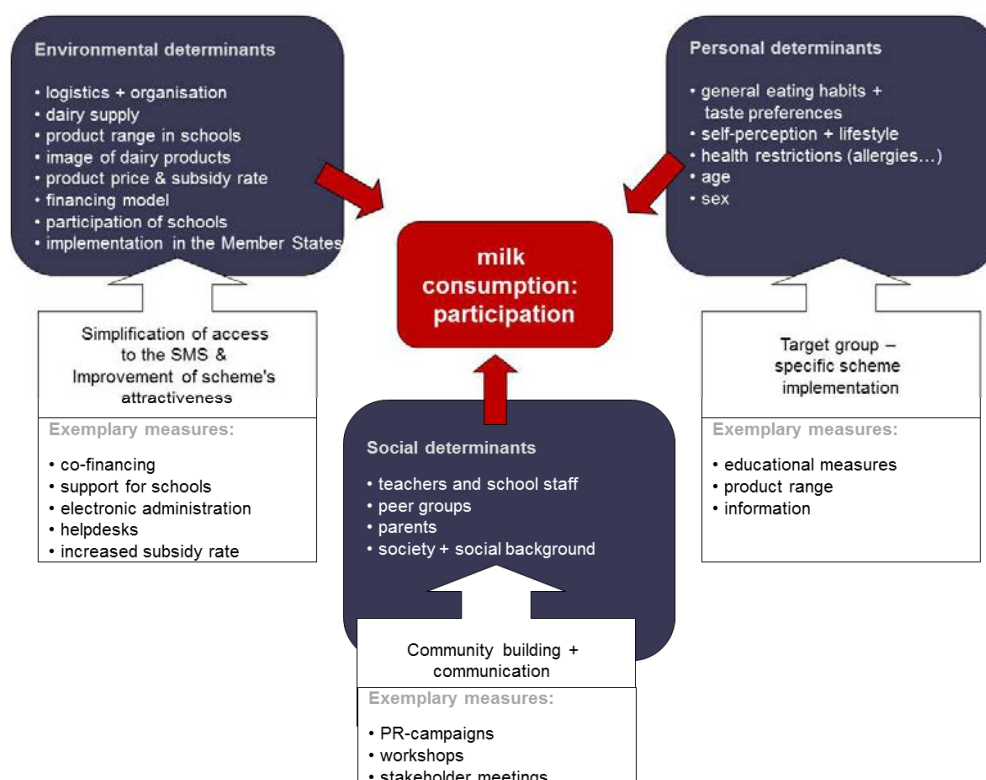 Environmental determinants
• logistics + organisation
• dairy supply
• product range in schools
• image of dairy products
• product price & subsidy rate
• financing model
• participation of schools
• implementation in the Member States
Personal determinants
• general eating habits +
taste preferences
• self-perception + lifestyle
• health restrictions (allergies…)
• age
• sex
milk
consumption:
participation
Simplification of access
to the SMS &
Improvement of scheme's
attractiveness
Exemplary measures:
• co-financing
• support for schools
• electronic administration
• helpdesks
• increased subsidy rate
Target group –
specific scheme
implementation
Exemplary measures:
• educational measures
• product range
• information
Social determinants
• teachers and school staff
• peer groups
• parents
• society + social background
Community building +
communication
Exemplary measures:
• PR-campaigns
• workshops
• stakeholder meetings